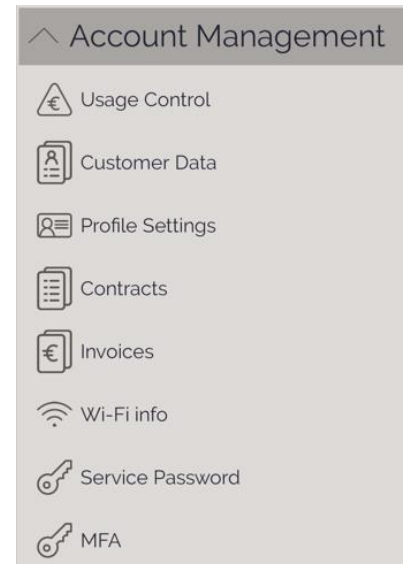 Account Management
Usage Control
Customer Data
Profile Settings
Contracts
Invoices
Wi-Fi info
Service Password
MFA